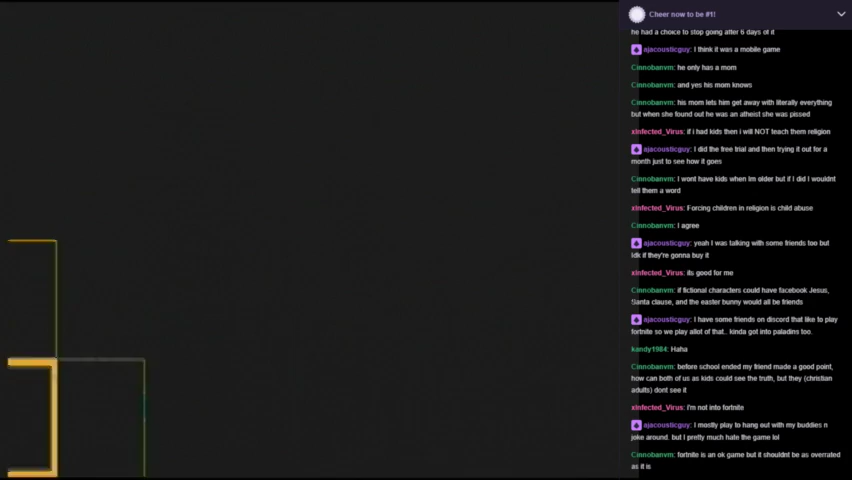 Cheer now to be #1!
he had a choice to stop going after 6 days of it
ajacousticguy: I think it was a mobile game
Cinnobanvm: he only has a mom
Cinnobanvm: and yes his mom knows
Cinnobanvm: his mom lets him get away with literally everything
but when she found out he was an atheist she was pissed
xInfected_Virus: if i had kids then i will NOT teach them religion
ajacousticguy: I did the free trial and then trying it out for a
month just to see how it goes
Cinnobanvm: I wont have kids when Im older but if I did I wouldnt
tell them a word
xInfected_Virus: Forcing children in religion is child abuse
Cinnobanvm: I agree
ajacousticguy: yeah I was talking with some friends too but
Idk if they're gonna buy it
xInfected_Virus: its good for me
Cinnobanvm: if fictional characters could have facebook Jesus,
Santa clause, and the easter bunny would all be friends
ajacousticguy: I have some friends on discord that like to play
fortnite so we play allot of that.. kinda got into paladins too.
kandy1984: Haha
Cinnobanvm: before school ended my friend made a good point,
how can both of us as kids could see the truth, but they (christian
adults) dont see it
xInfected_Virus: i'm not into fortnite
ajacousticguy: I mostly play to hang out with my buddies n
joke around. but I pretty much hate the game lol
Cinnobanvm: fortnite is an ok game but it shouldnt be as overrated
as it is